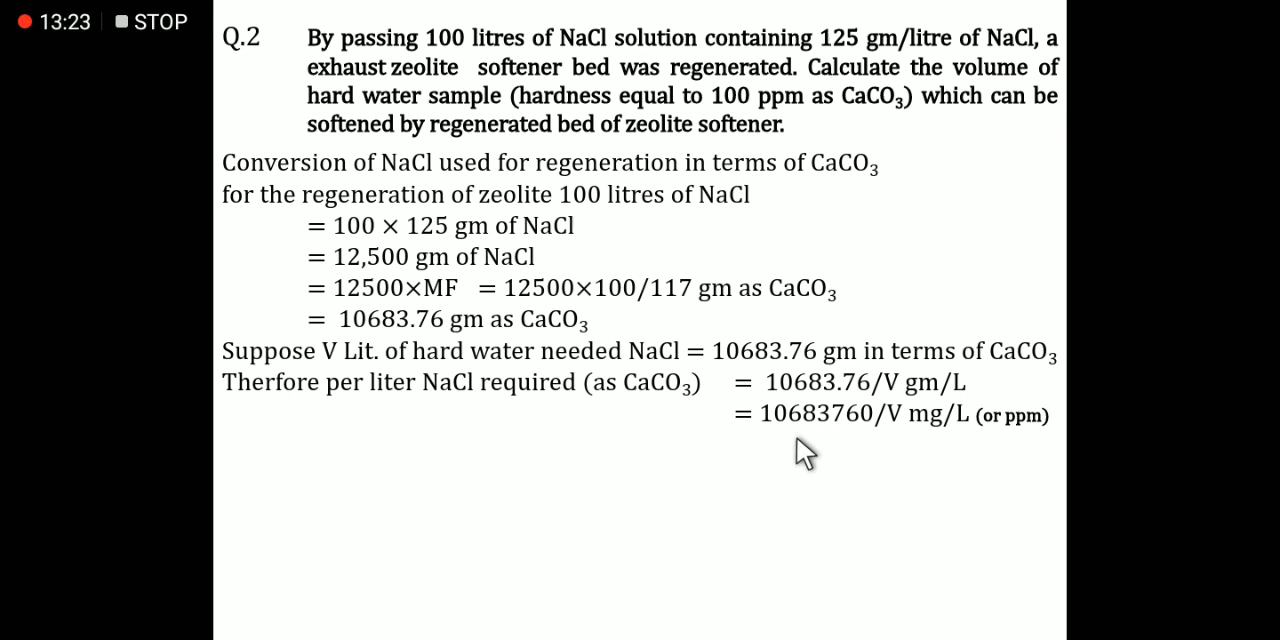 13:23 STOP
Q.2 By passing 100 litres of NaCl solution containing 125 gm/litre of NaCl, a
exhaust zeolite softener bed was regenerated. Calculate the volume of
hard water sample (hardness equal to 100 ppm as CaCO₃) which can be
softened by regenerated bed of zeolite softener.
Conversion of NaCl used for regeneration in terms of CaCO₃
for the regeneration of zeolite 100 litres of NaCl
= 100 × 125 gm of NaCl
= 12,500 gm of NaCl
= 12500×MF = 12500×100/117 gm as CaCO₃
= 10683.76 gm as CaCO₃
Suppose V Lit. of hard water needed NaCl = 10683.76 gm in terms of CaCO₃
Therfore per liter NaCl required (as CaCO₃) = 10683.76/V gm/L
= 10683760/V mg/L (or ppm)